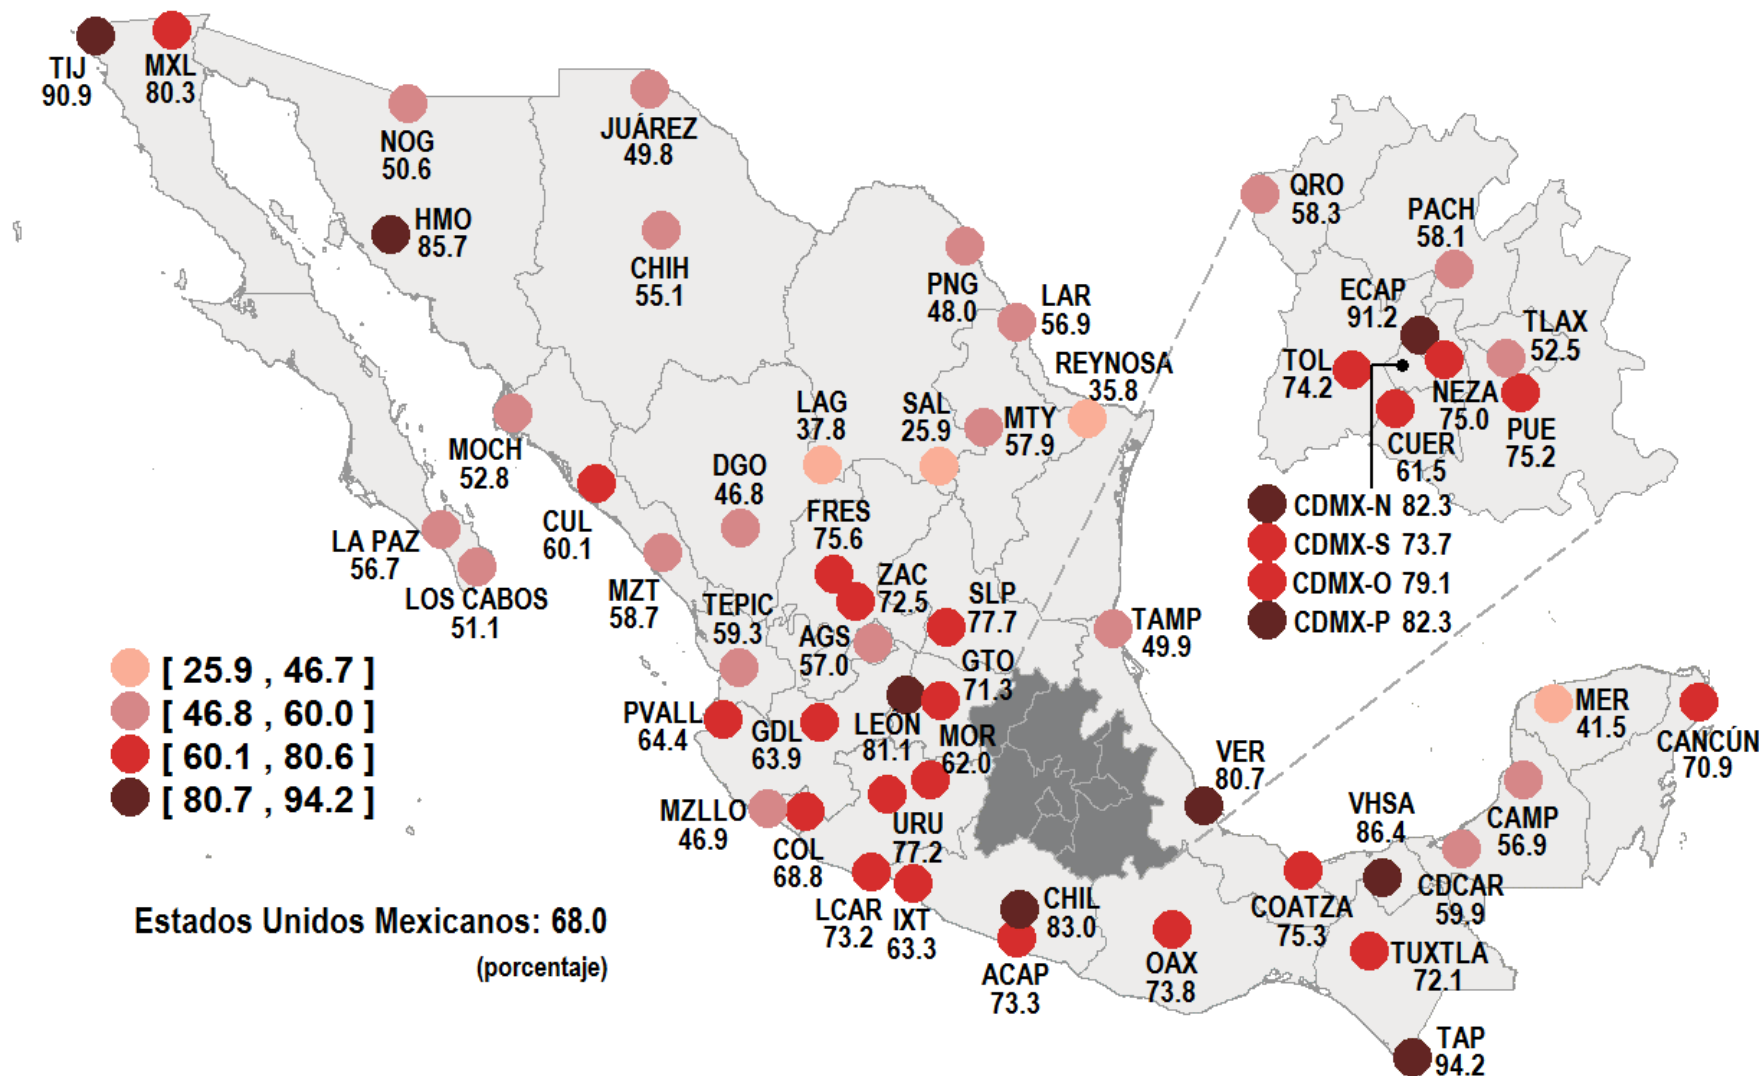 TIJ
90.9
MXL
80.3
NOG
50.6
JUÁREZ
49.8
HMO
85.7
CHIH
55.1
PNG
48.0
LAR
56.9
REYNOSA
35.8
LAG
37.8
SAL
25.9
MTY
57.9
MOCH
52.8
DGO
46.8
FRES
75.6
CUL
60.1
LA PAZ
56.7
LOS CABOS
51.1
MZT
58.7
ZAC
72.5
SLP
77.7
TEPIC
59.3
AGS
57.0
TAMP
49.9
GTO
71.3
PVALL
64.4
GDL
63.9
LEÓN
81.1
MOR
62.0
MZLLO
46.9
COL
68.8
URU
77.2
LCAR
73.2
IXT
63.3
CHIL
83.0
ACAP
73.3
OAX
73.8
VER
80.7
COATZA
75.3
VHSA
86.4
CDCAR
59.9
CAMP
56.9
MER
41.5
CANCÚN
70.9
TUXTLA
72.1
TAP
94.2
QRO
58.3
PACH
58.1
ECAP
91.2
TLAX
52.5
TOL
74.2
NEZA
75.0
CUER
61.5
PUE
75.2
CDMX-N 82.3
CDMX-S 73.7
CDMX-O 79.1
CDMX-P 82.3
[ 25.9 , 46.7 ]
[ 46.8 , 60.0 ]
[ 60.1 , 80.6 ]
[ 80.7 , 94.2 ]
Estados Unidos Mexicanos: 68.0
(porcentaje)